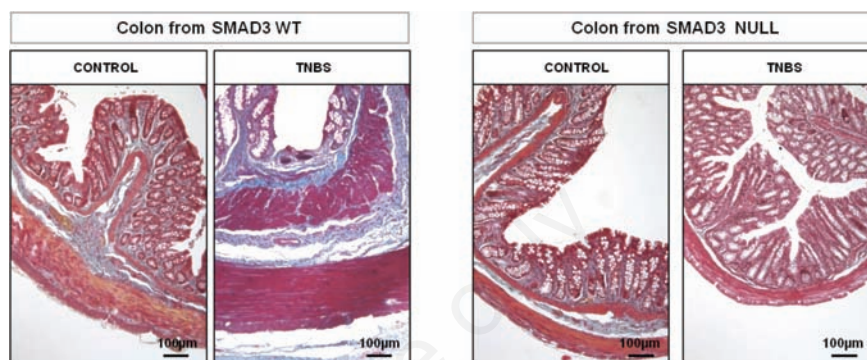 Colon from SMAD3 WT
Colon from SMAD3 NULL
CONTROL
TNBS
CONTROL
TNBS
100μm
100μm
100μm
100μm